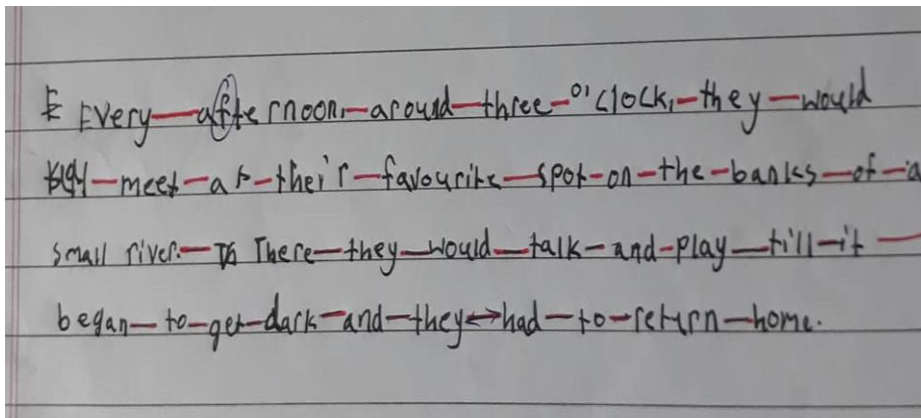 E Every afternoon, around three o'clock, they would
meet at their favourite spot on the banks of a
small river. Th There they would talk and play till it
began to get dark and they had to return home.